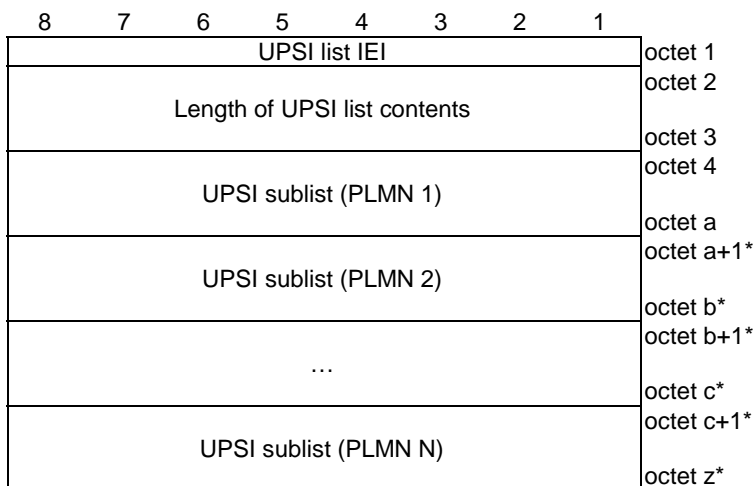 8 7 6 5 4 3 2 1
UPSI list IEI octet 1
octet 2
Length of UPSI list contents
octet 3
octet 4
UPSI sublist (PLMN 1)
octet a
octet a+1*
UPSI sublist (PLMN 2)
octet b*
octet b+1*
…
octet c*
octet c+1*
UPSI sublist (PLMN N)
octet z*